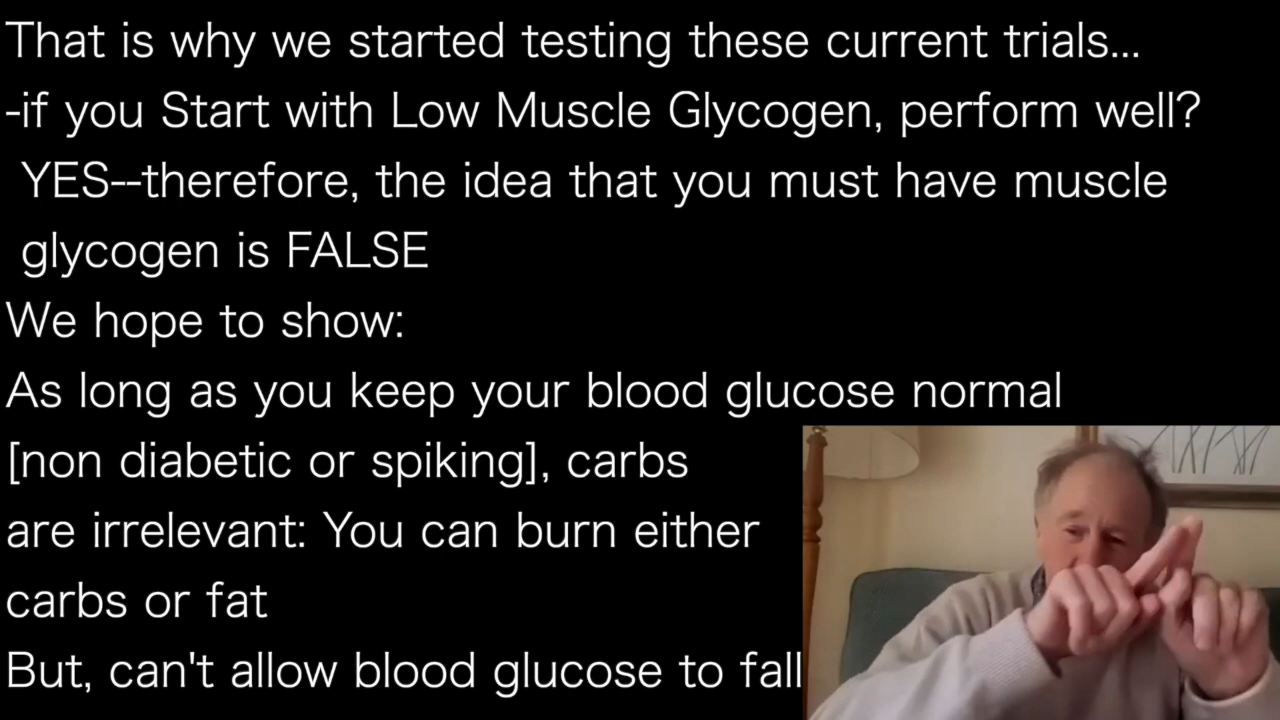 That is why we started testing these current trials...
-if you Start with Low Muscle Glycogen, perform well?
YES--therefore, the idea that you must have muscle
glycogen is FALSE
We hope to show:
As long as you keep your blood glucose normal
[non diabetic or spiking], carbs
are irrelevant: You can burn either
carbs or fat
But, can't allow blood glucose to fall